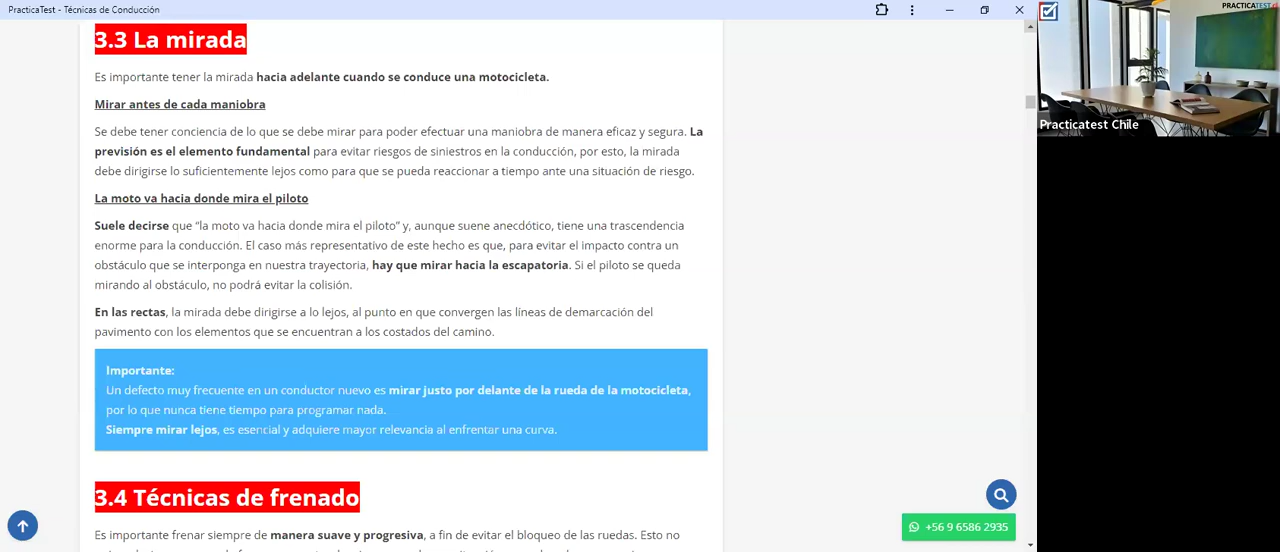 PracticaTest - Técnicas de Conducción
3.3 La mirada
Es importante tener la mirada hacia adelante cuando se conduce una motocicleta.
Mirar antes de cada maniobra
Se debe tener conciencia de lo que se debe mirar para poder efectuar una maniobra de manera eficaz y segura. La
previsión es el elemento fundamental para evitar riesgos de siniestros en la conducción, por esto, la mirada
debe dirigirse lo suficientemente lejos como para que se pueda reaccionar a tiempo ante una situación de riesgo.
La moto va hacia donde mira el piloto
Suele decirse que “la moto va hacia donde mira el piloto” y, aunque suene anecdótico, tiene una trascendencia
enorme para la conducción. El caso más representativo de este hecho es que, para evitar el impacto contra un
obstáculo que se interponga en nuestra trayectoria, hay que mirar hacia la escapatoria. Si el piloto se queda
mirando al obstáculo, no podrá evitar la colisión.
En las rectas, la mirada debe dirigirse a lo lejos, al punto en que convergen las líneas de demarcación del
pavimento con los elementos que se encuentran a los costados del camino.
Importante:
Un defecto muy frecuente en un conductor nuevo es mirar justo por delante de la rueda de la motocicleta,
por lo que nunca tiene tiempo para programar nada.
Siempre mirar lejos, es esencial y adquiere mayor relevancia al enfrentar una curva.
3.4 Técnicas de frenado
Es importante frenar siempre de manera suave y progresiva, a fin de evitar el bloqueo de las ruedas. Esto no
+56 9 6586 2935
PRACTICATEST
Practicatest Chile